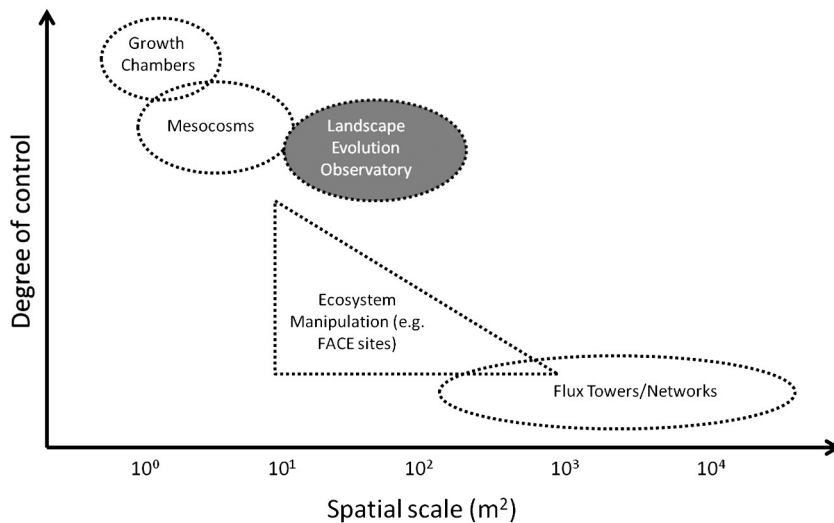 Growth
Chambers
Mesocosms
Landscape
Evolution
Observatory
Ecosystem
Manipulation (e.g.
FACE sites)
Flux Towers/Networks
Degree of control
10⁰ 10¹ 10² 10³ 10⁴
Spatial scale (m²)